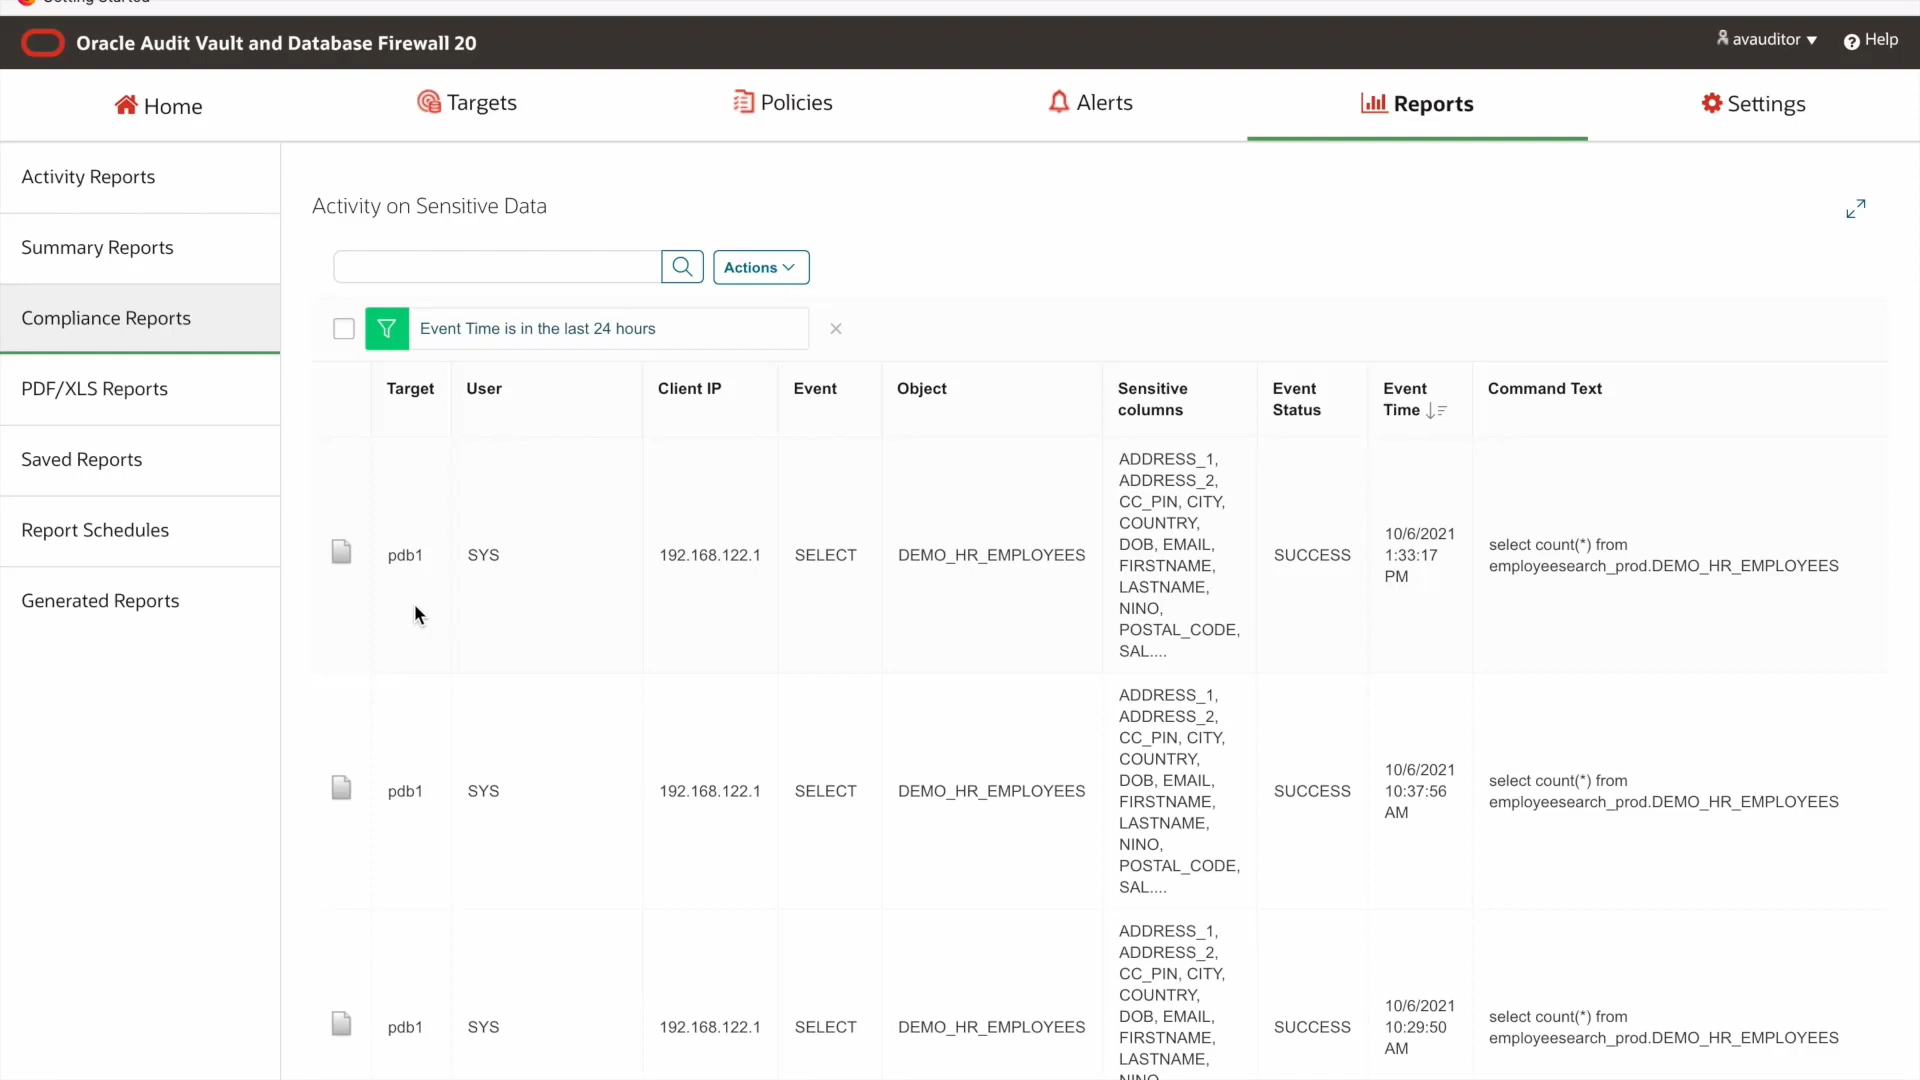 Getting Started
Oracle Audit Vault and Database Firewall 20
avauditor
Help
Home
Targets
Policies
Alerts
Reports
Settings
Activity Reports
Summary Reports
Compliance Reports
PDF/XLS Reports
Saved Reports
Report Schedules
Generated Reports
Activity on Sensitive Data
Actions
Event Time is in the last 24 hours
Target
User
Client IP
Event
Object
Sensitive
columns
Event
Status
Event
Time
Command Text
pdb1
SYS
192.168.122.1
SELECT
DEMO_HR_EMPLOYEES
ADDRESS_1,
ADDRESS_2,
CC_PIN, CITY,
COUNTRY,
DOB, EMAIL,
FIRSTNAME,
LASTNAME,
NINO,
POSTAL_CODE,
SAL....
SUCCESS
10/6/2021
1:33:17
PM
select count(*) from
employeesearch_prod.DEMO_HR_EMPLOYEES
pdb1
SYS
192.168.122.1
SELECT
DEMO_HR_EMPLOYEES
ADDRESS_1,
ADDRESS_2,
CC_PIN, CITY,
COUNTRY,
DOB, EMAIL,
FIRSTNAME,
LASTNAME,
NINO,
POSTAL_CODE,
SAL....
SUCCESS
10/6/2021
10:37:56
AM
select count(*) from
employeesearch_prod.DEMO_HR_EMPLOYEES
pdb1
SYS
192.168.122.1
SELECT
DEMO_HR_EMPLOYEES
ADDRESS_1,
ADDRESS_2,
CC_PIN, CITY,
COUNTRY,
DOB, EMAIL,
FIRSTNAME,
LASTNAME,
NINO
SUCCESS
10/6/2021
10:29:50
AM
select count(*) from
employeesearch_prod.DEMO_HR_EMPLOYEES